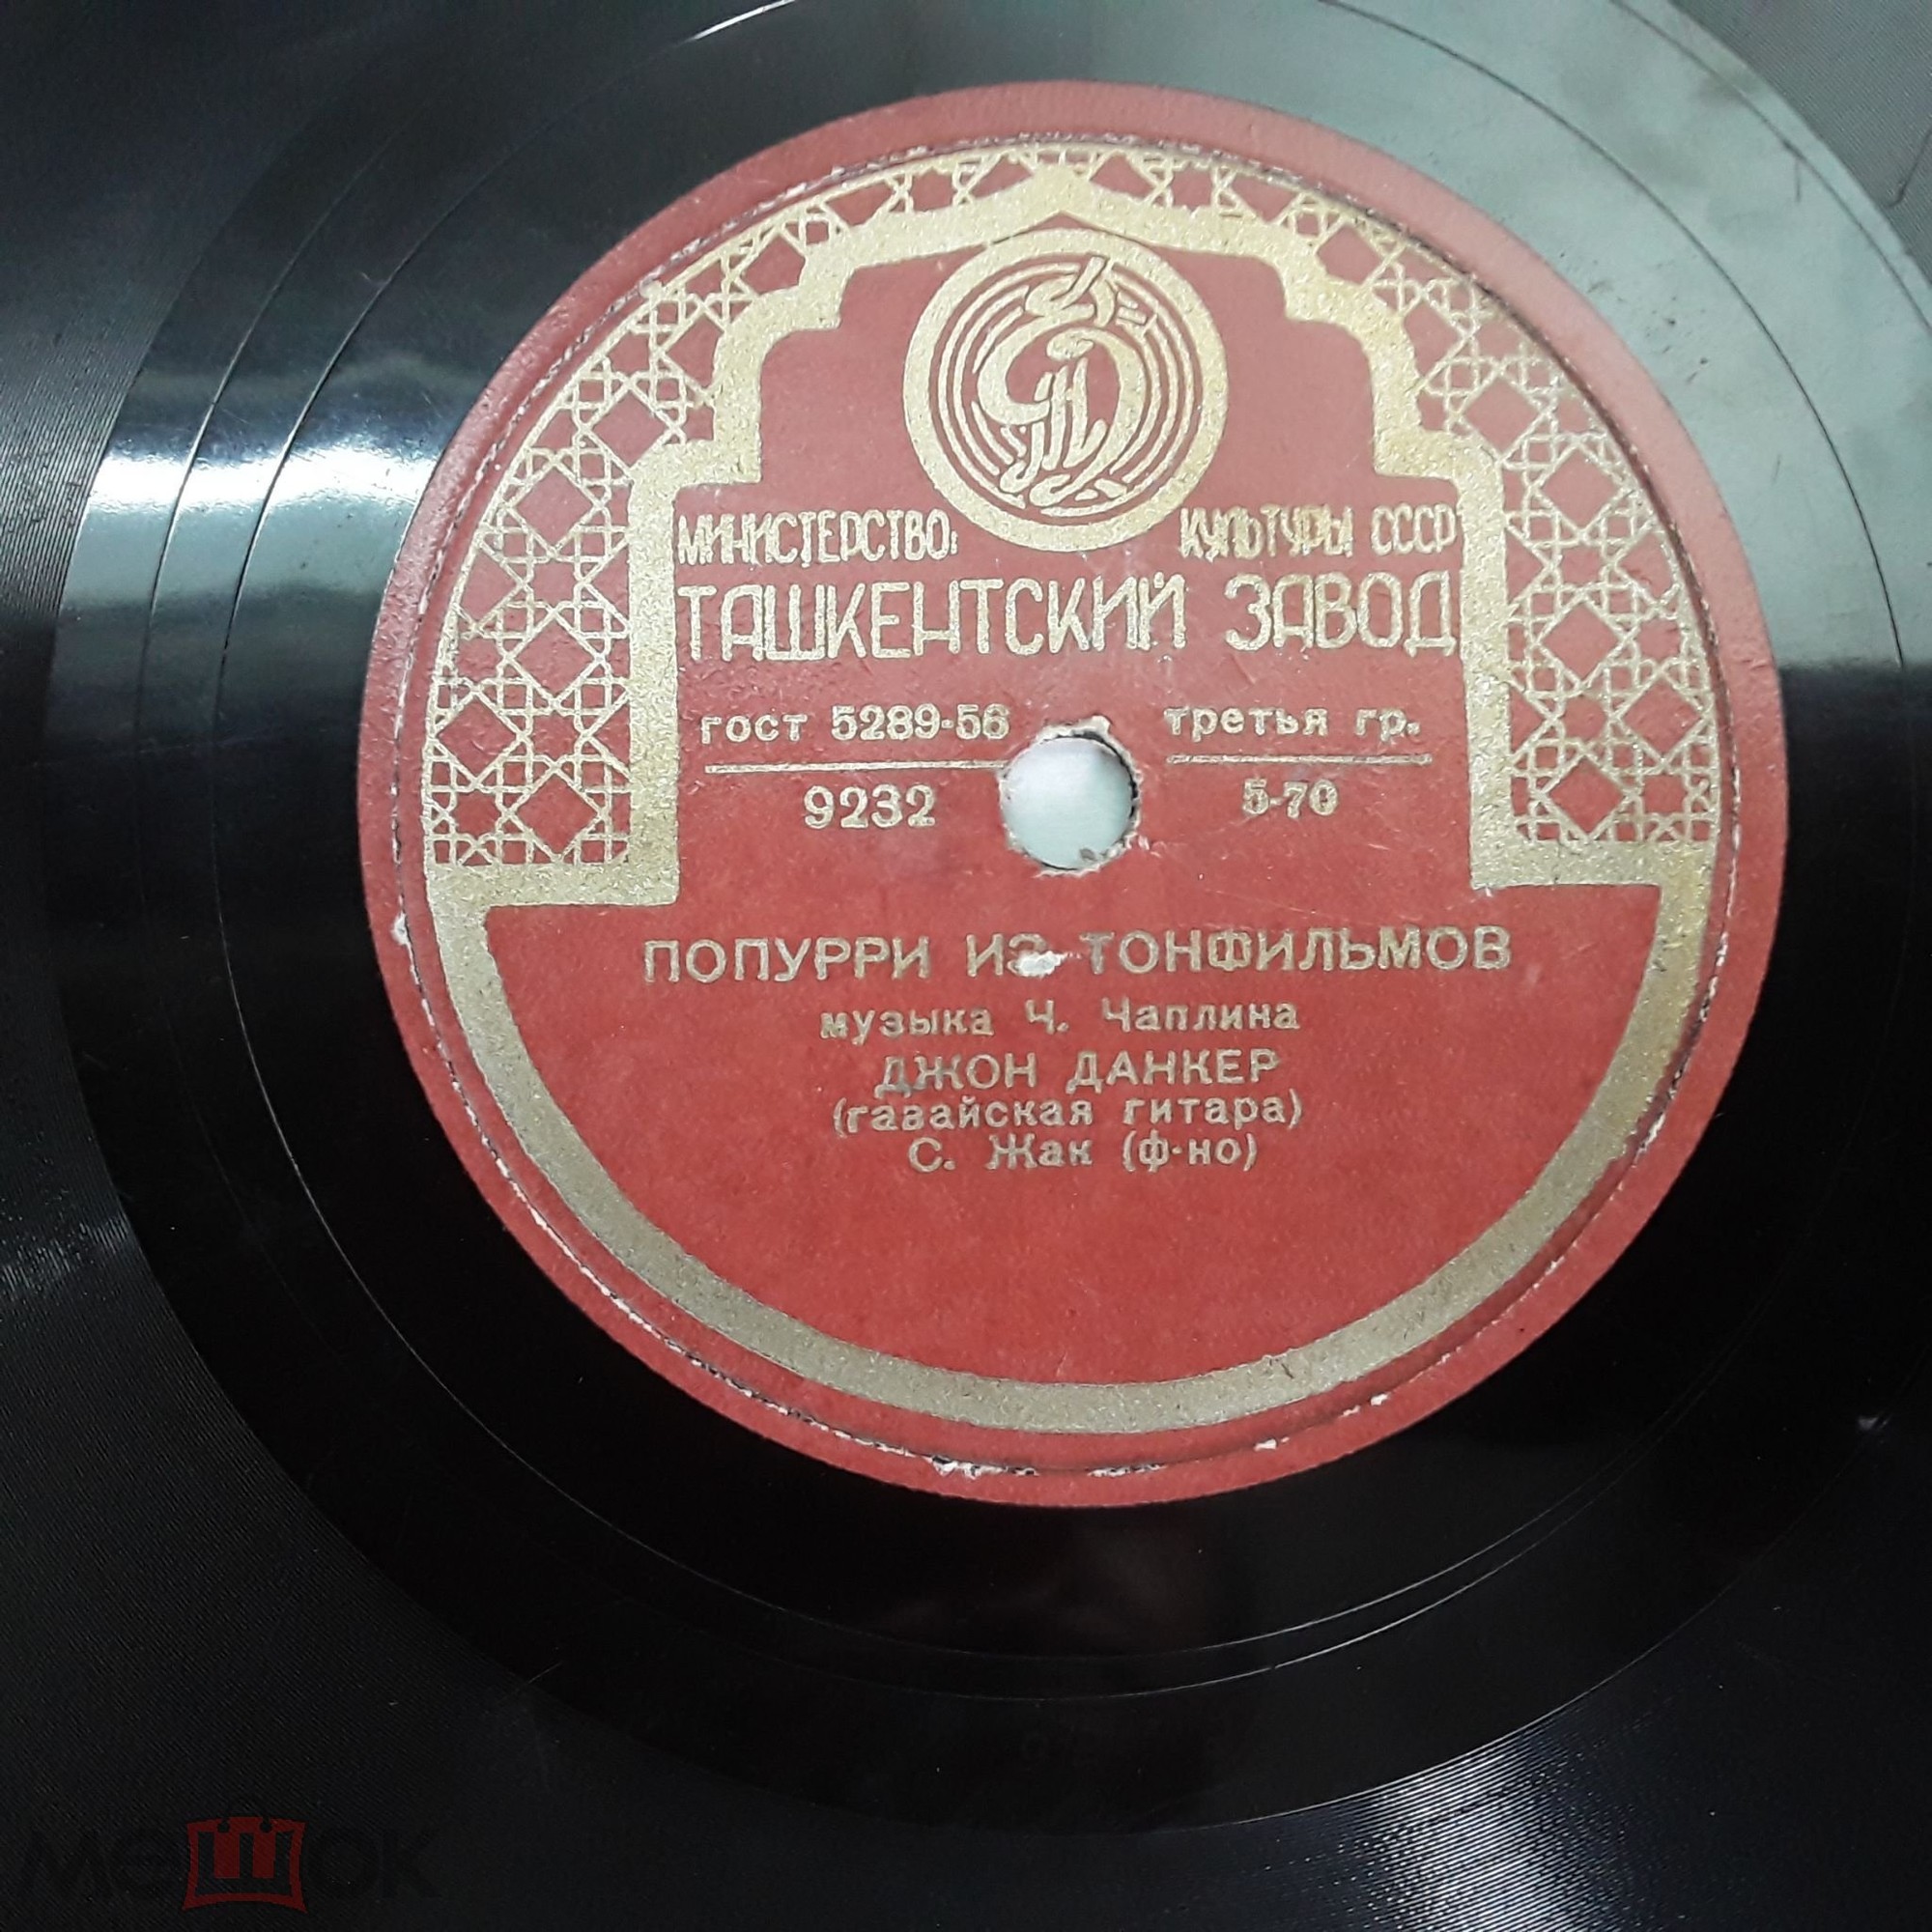 МИНИСТЕРСТВО КУЛЬТУРЫ СССР
ТАШКЕНТСКИЙ ЗАВОД
гост 5289-56 третья гр.
9232 5-70
ПОПУРРИ ИЗ ТОНФИЛЬМОВ
музыка Ч. Чаплина
ДЖОН ДАНКЕР
(гавайская гитара)
С. Жак (ф-но)
мешок